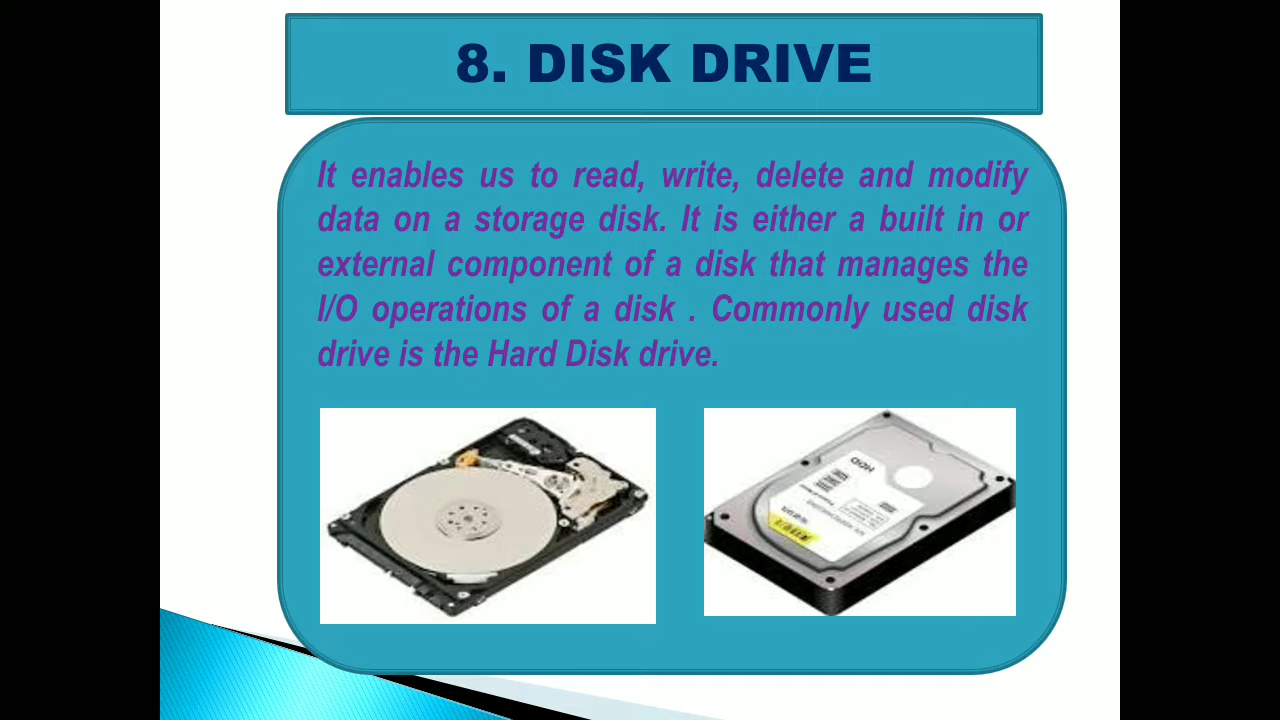 8. DISK DRIVE
It enables us to read, write, delete and modify
data on a storage disk. It is either a built in or
external component of a disk that manages the
I/O operations of a disk . Commonly used disk
drive is the Hard Disk drive.
HDD